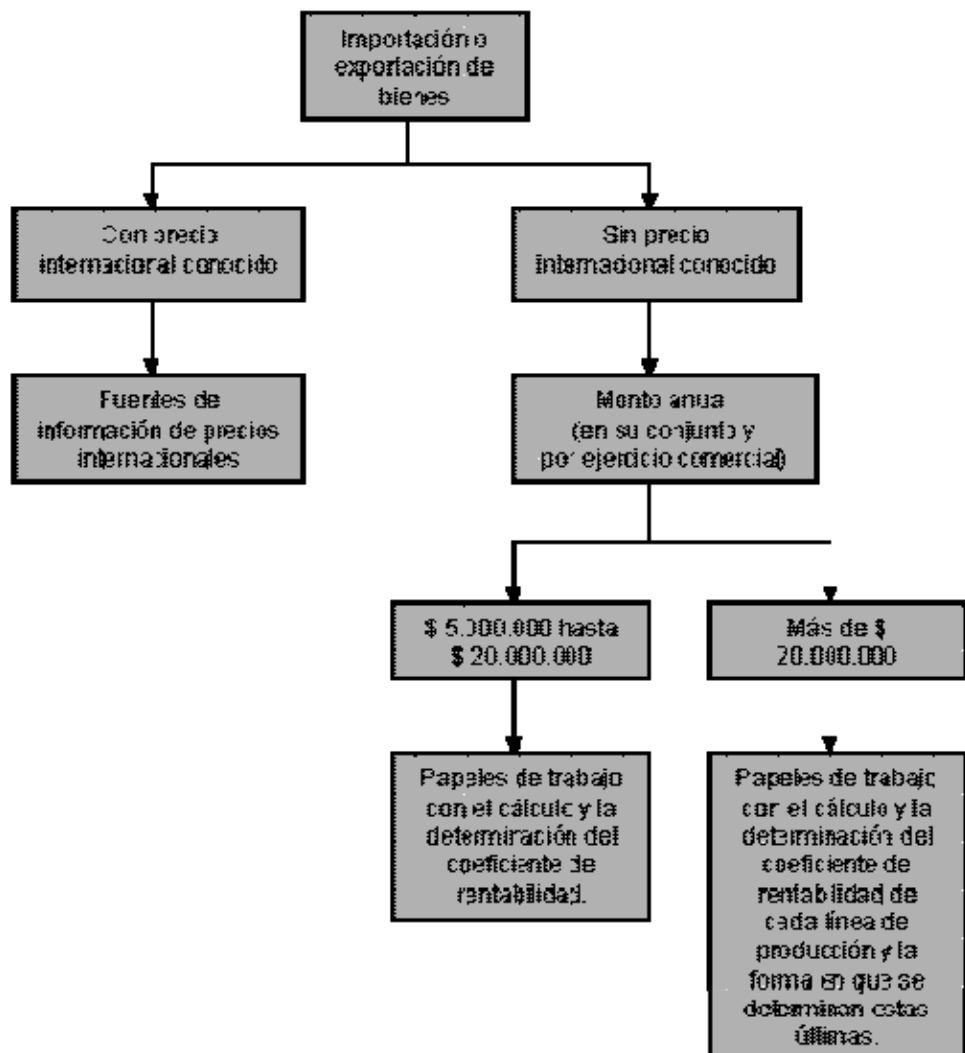 Importación o
exportación de
bienes
Con precio
internacional conocido
Sin precio
internacional conocido
Fuentes de
información de precios
internacionales
Monto anua
(en su conjunto y
por ejercicio comercial)
$ 5.000.000 hasta
$ 20.000.000
Más de $
20.000.000
Papeles de trabajo
con el cálculo y la
determinación del
coeficiente de
rentabilidad.
Papeles de trabajo
con el cálculo y la
determinación del
coeficiente de
rentabilidad de
cada línea de
producción y la
forma en que se
determinan estas
últimas.